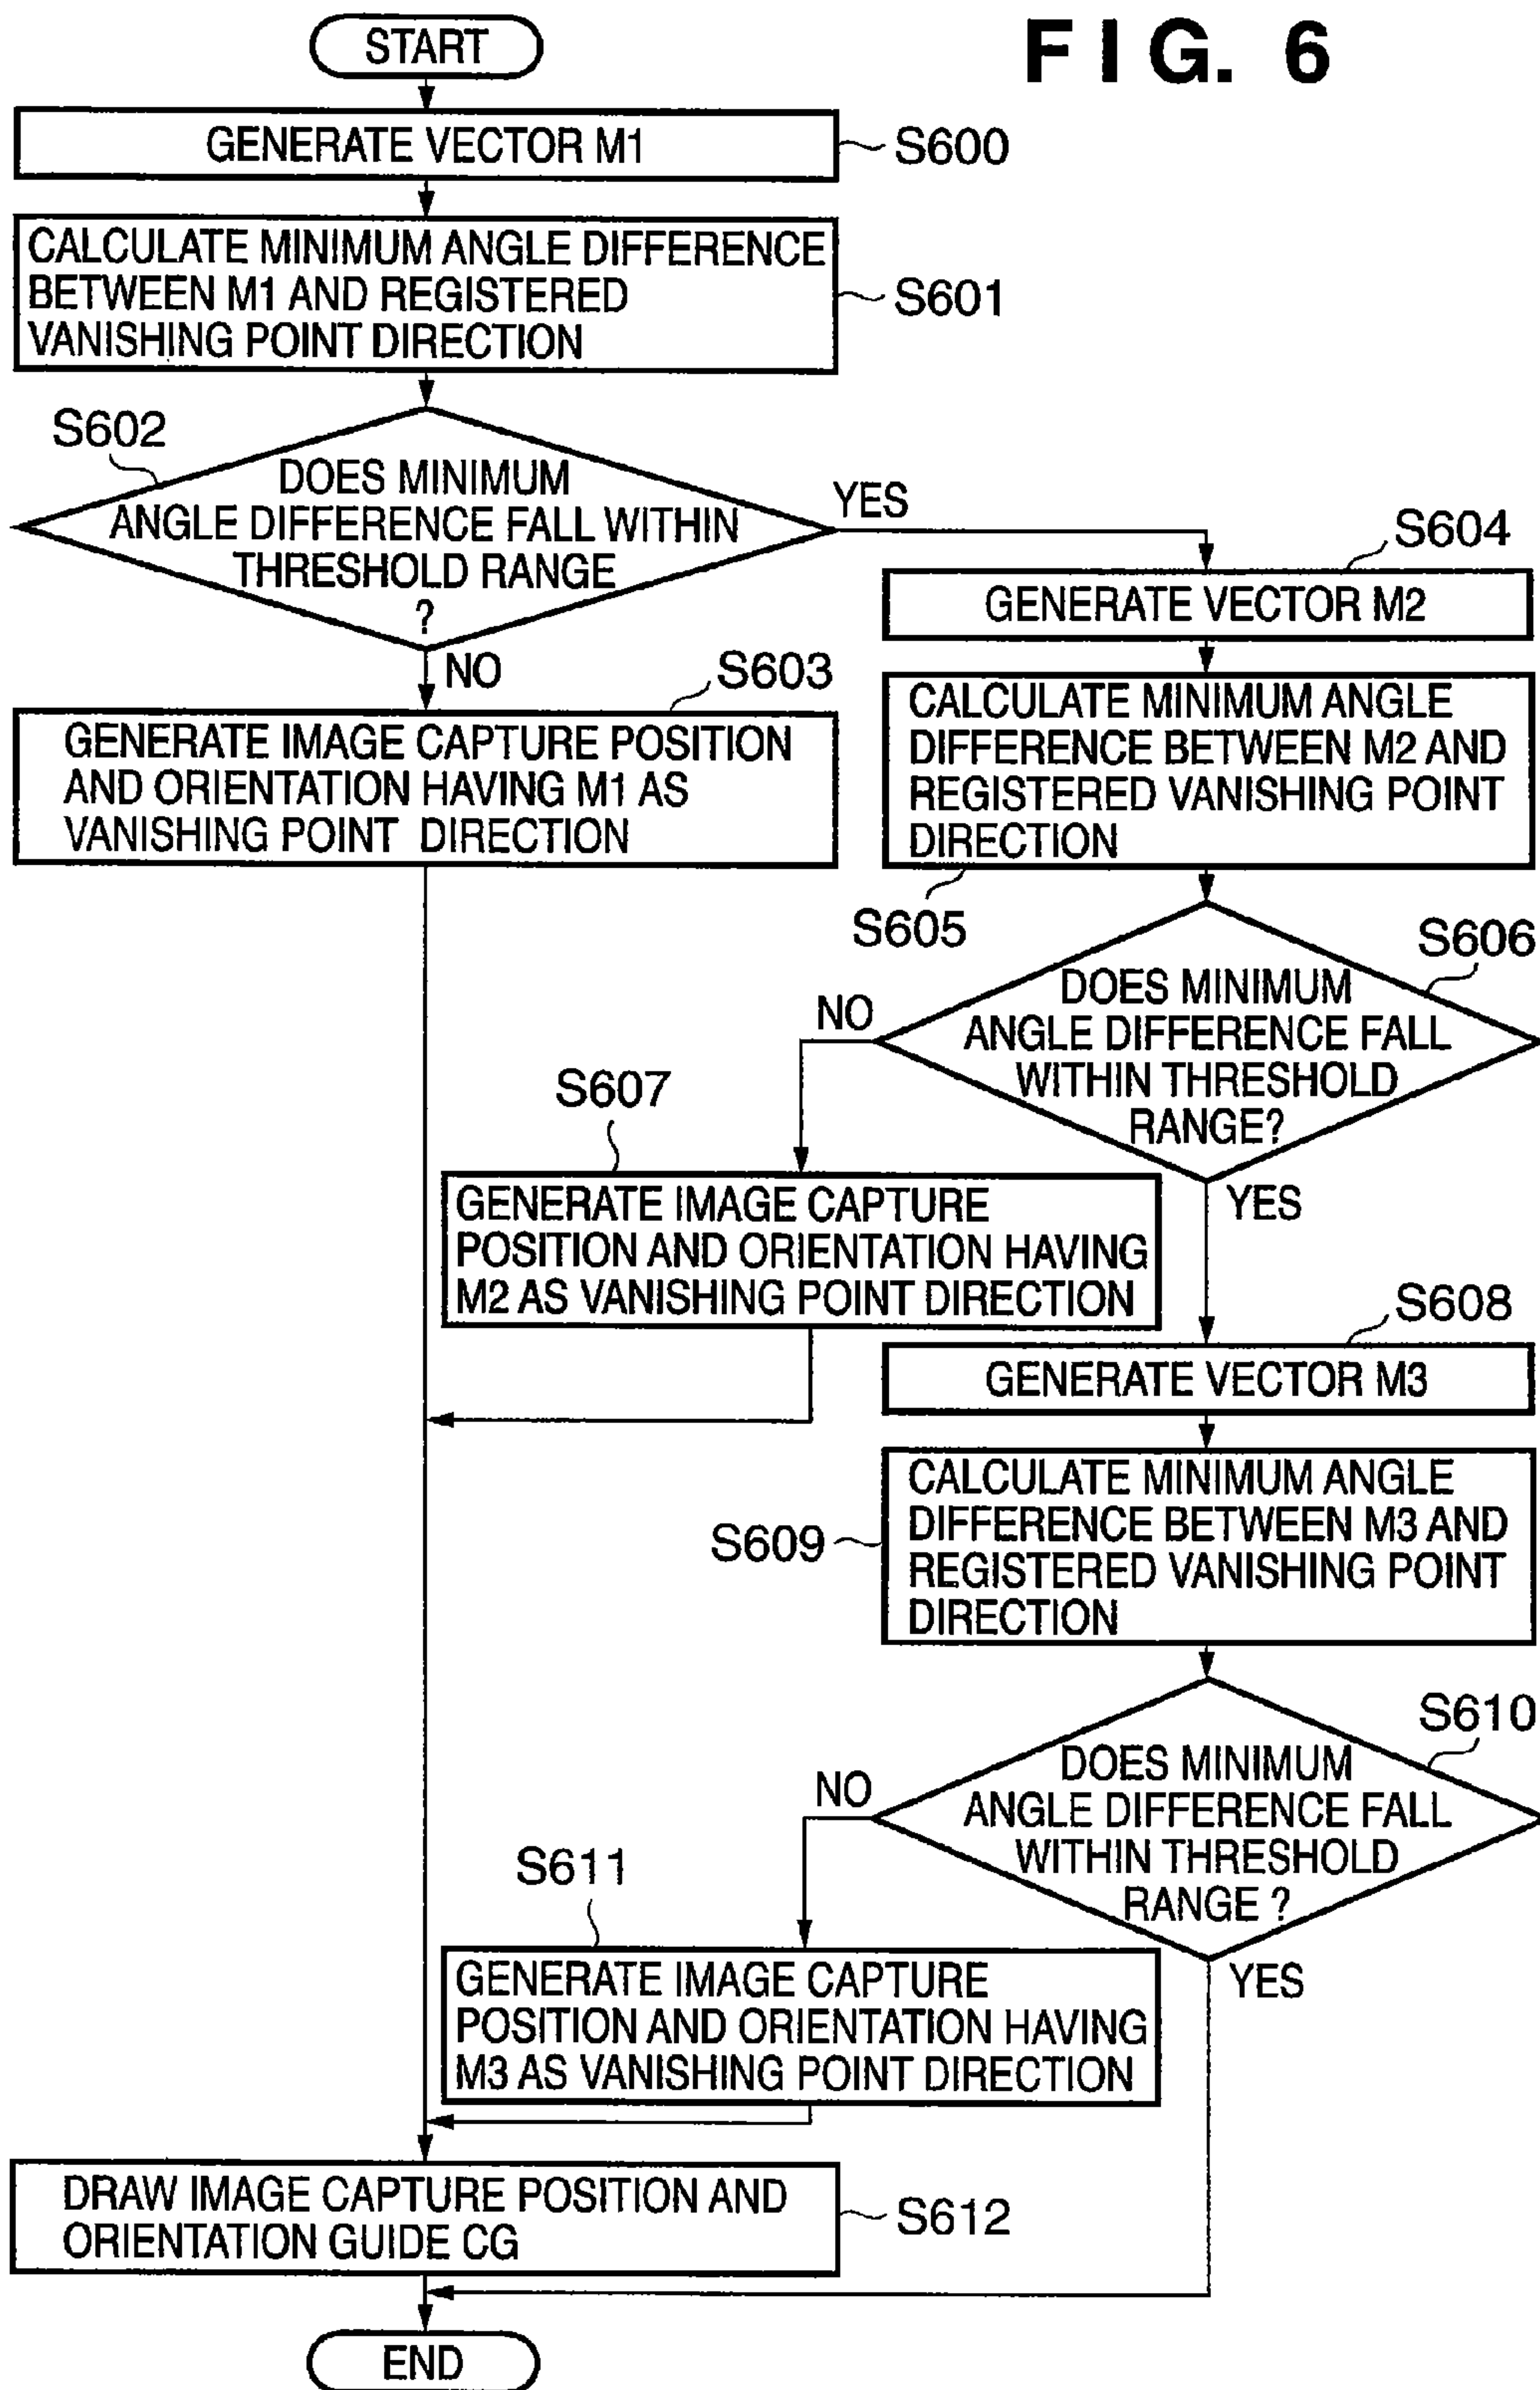 FIG. 6
START
GENERATE VECTOR M1
S600
CALCULATE MINIMUM ANGLE DIFFERENCE
BETWEEN M1 AND REGISTERED
VANISHING POINT DIRECTION
S601
S602
DOES MINIMUM
ANGLE DIFFERENCE FALL WITHIN
THRESHOLD RANGE
?
YES
NO
S603
GENERATE IMAGE CAPTURE POSITION
AND ORIENTATION HAVING M1 AS
VANISHING POINT DIRECTION
S604
GENERATE VECTOR M2
CALCULATE MINIMUM ANGLE
DIFFERENCE BETWEEN M2 AND
REGISTERED VANISHING POINT
DIRECTION
S605
S606
DOES MINIMUM
ANGLE DIFFERENCE FALL
WITHIN THRESHOLD
RANGE?
NO
YES
S607
GENERATE IMAGE CAPTURE
POSITION AND ORIENTATION HAVING
M2 AS VANISHING POINT DIRECTION
S608
GENERATE VECTOR M3
CALCULATE MINIMUM ANGLE
DIFFERENCE BETWEEN M3 AND
REGISTERED VANISHING POINT
DIRECTION
S609
S610
DOES MINIMUM
ANGLE DIFFERENCE FALL
WITHIN THRESHOLD
RANGE ?
NO
YES
S611
GENERATE IMAGE CAPTURE
POSITION AND ORIENTATION HAVING
M3 AS VANISHING POINT DIRECTION
DRAW IMAGE CAPTURE POSITION AND
ORIENTATION GUIDE CG
S612
END